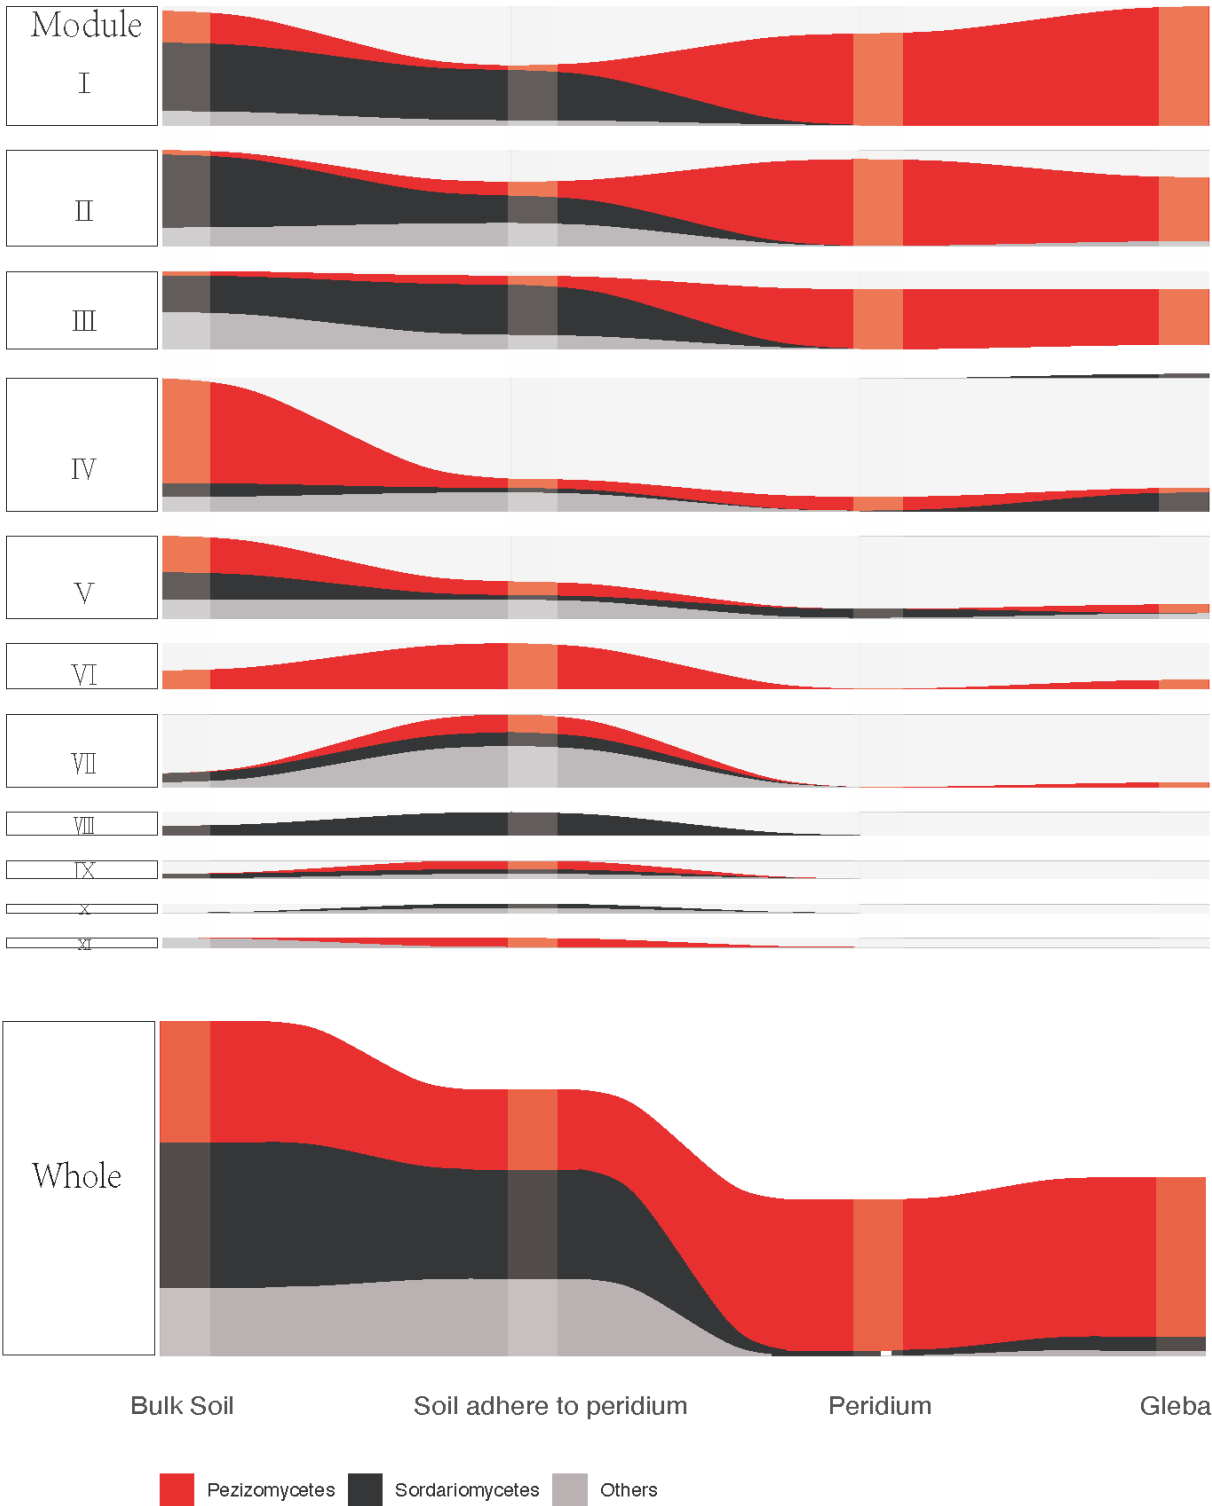 Module
I
II
III
IV
V
VI
VII
VIII
IX
X
XI
Whole
Bulk Soil Soil adhere to peridium Peridium Gleba
Pezizomycetes Sordariomycetes Others